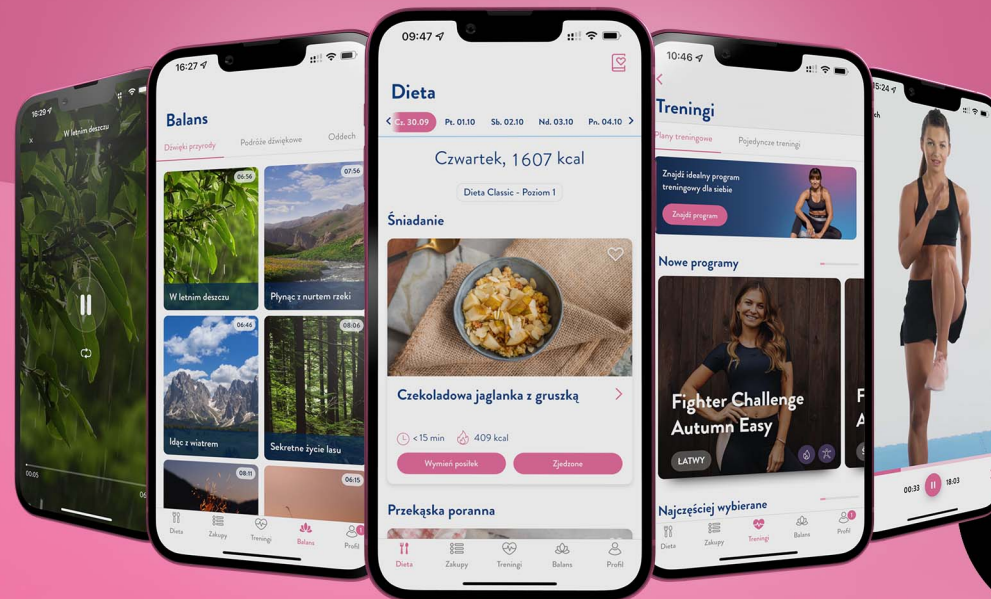 16:29
W letnim deszczu
00:05
16:27
Balans
Dźwięki przyrody
Podróże dźwiękowe
Oddech
06:56
W letnim deszczu
07:56
Płynąc z nurtem rzeki
06:46
Idąc z wiatrem
08:06
Sekretne życie lasu
08:11
06:15
Dieta
Zakupy
Treningi
Balans
Profil
1
09:47
Dieta
Cz. 30.09
Pt. 01.10
Sb. 02.10
Nd. 03.10
Pn. 04.10
Czwartek, 1607 kcal
Dieta Classic - Poziom 1
Śniadanie
Czekoladowa jaglanka z gruszką
< 15 min
409 kcal
Wymień posiłek
Zjedzone
Przekąska poranna
Dieta
Zakupy
Treningi
Balans
Profil
10:46
Treningi
Plany treningowe
Pojedyncze treningi
Znajdź idealny program
treningowy dla siebie
Znajdź program
Nowe programy
Fighter Challenge
Autumn Easy
ŁATWY
Najczęściej wybierane
Dieta
Zakupy
Treningi
Balans
Profil
1
15:24
00:33
18:03